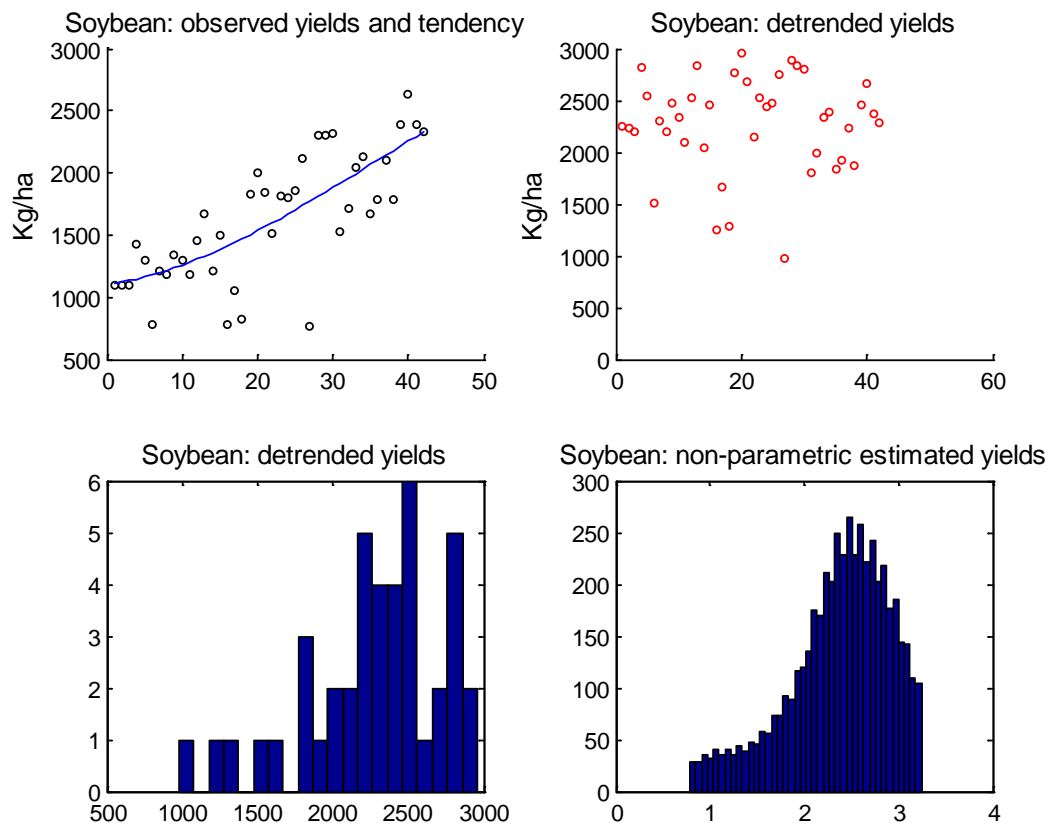 Soybean: observed yields and tendency
3000
2500
2000
1500
1000
500
Kg/ha
0 10 20 30 40 50
Soybean: detrended yields
3000
2500
2000
1500
1000
500
0
Kg/ha
0 20 40 60
Soybean: detrended yields
6
5
4
3
2
1
0
500 1000 1500 2000 2500 3000
Soybean: non-parametric estimated yields
300
250
200
150
100
50
0
0 1 2 3 4